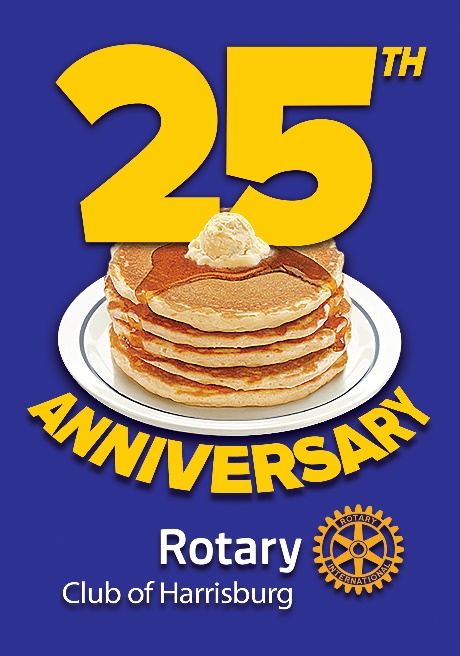 25TH
ANNIVERSARY
Rotary
Club of Harrisburg
ROTARY
INTERNATIONAL